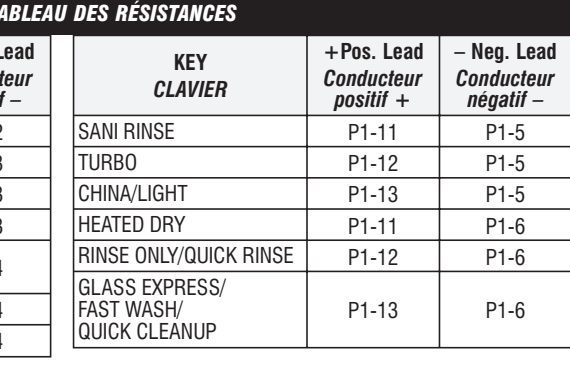 DES RÉSISTANCES
KEY
CLAVIER
+Pos. Lead
Conducteur
positif +
– Neg. Lead
Conducteur
négatif –
SANI RINSE P1-11 P1-5
TURBO P1-12 P1-5
CHINA/LIGHT P1-13 P1-5
HEATED DRY P1-11 P1-6
RINSE ONLY/QUICK RINSE P1-12 P1-6
GLASS EXPRESS/
FAST WASH/
QUICK CLEANUP
P1-13 P1-6